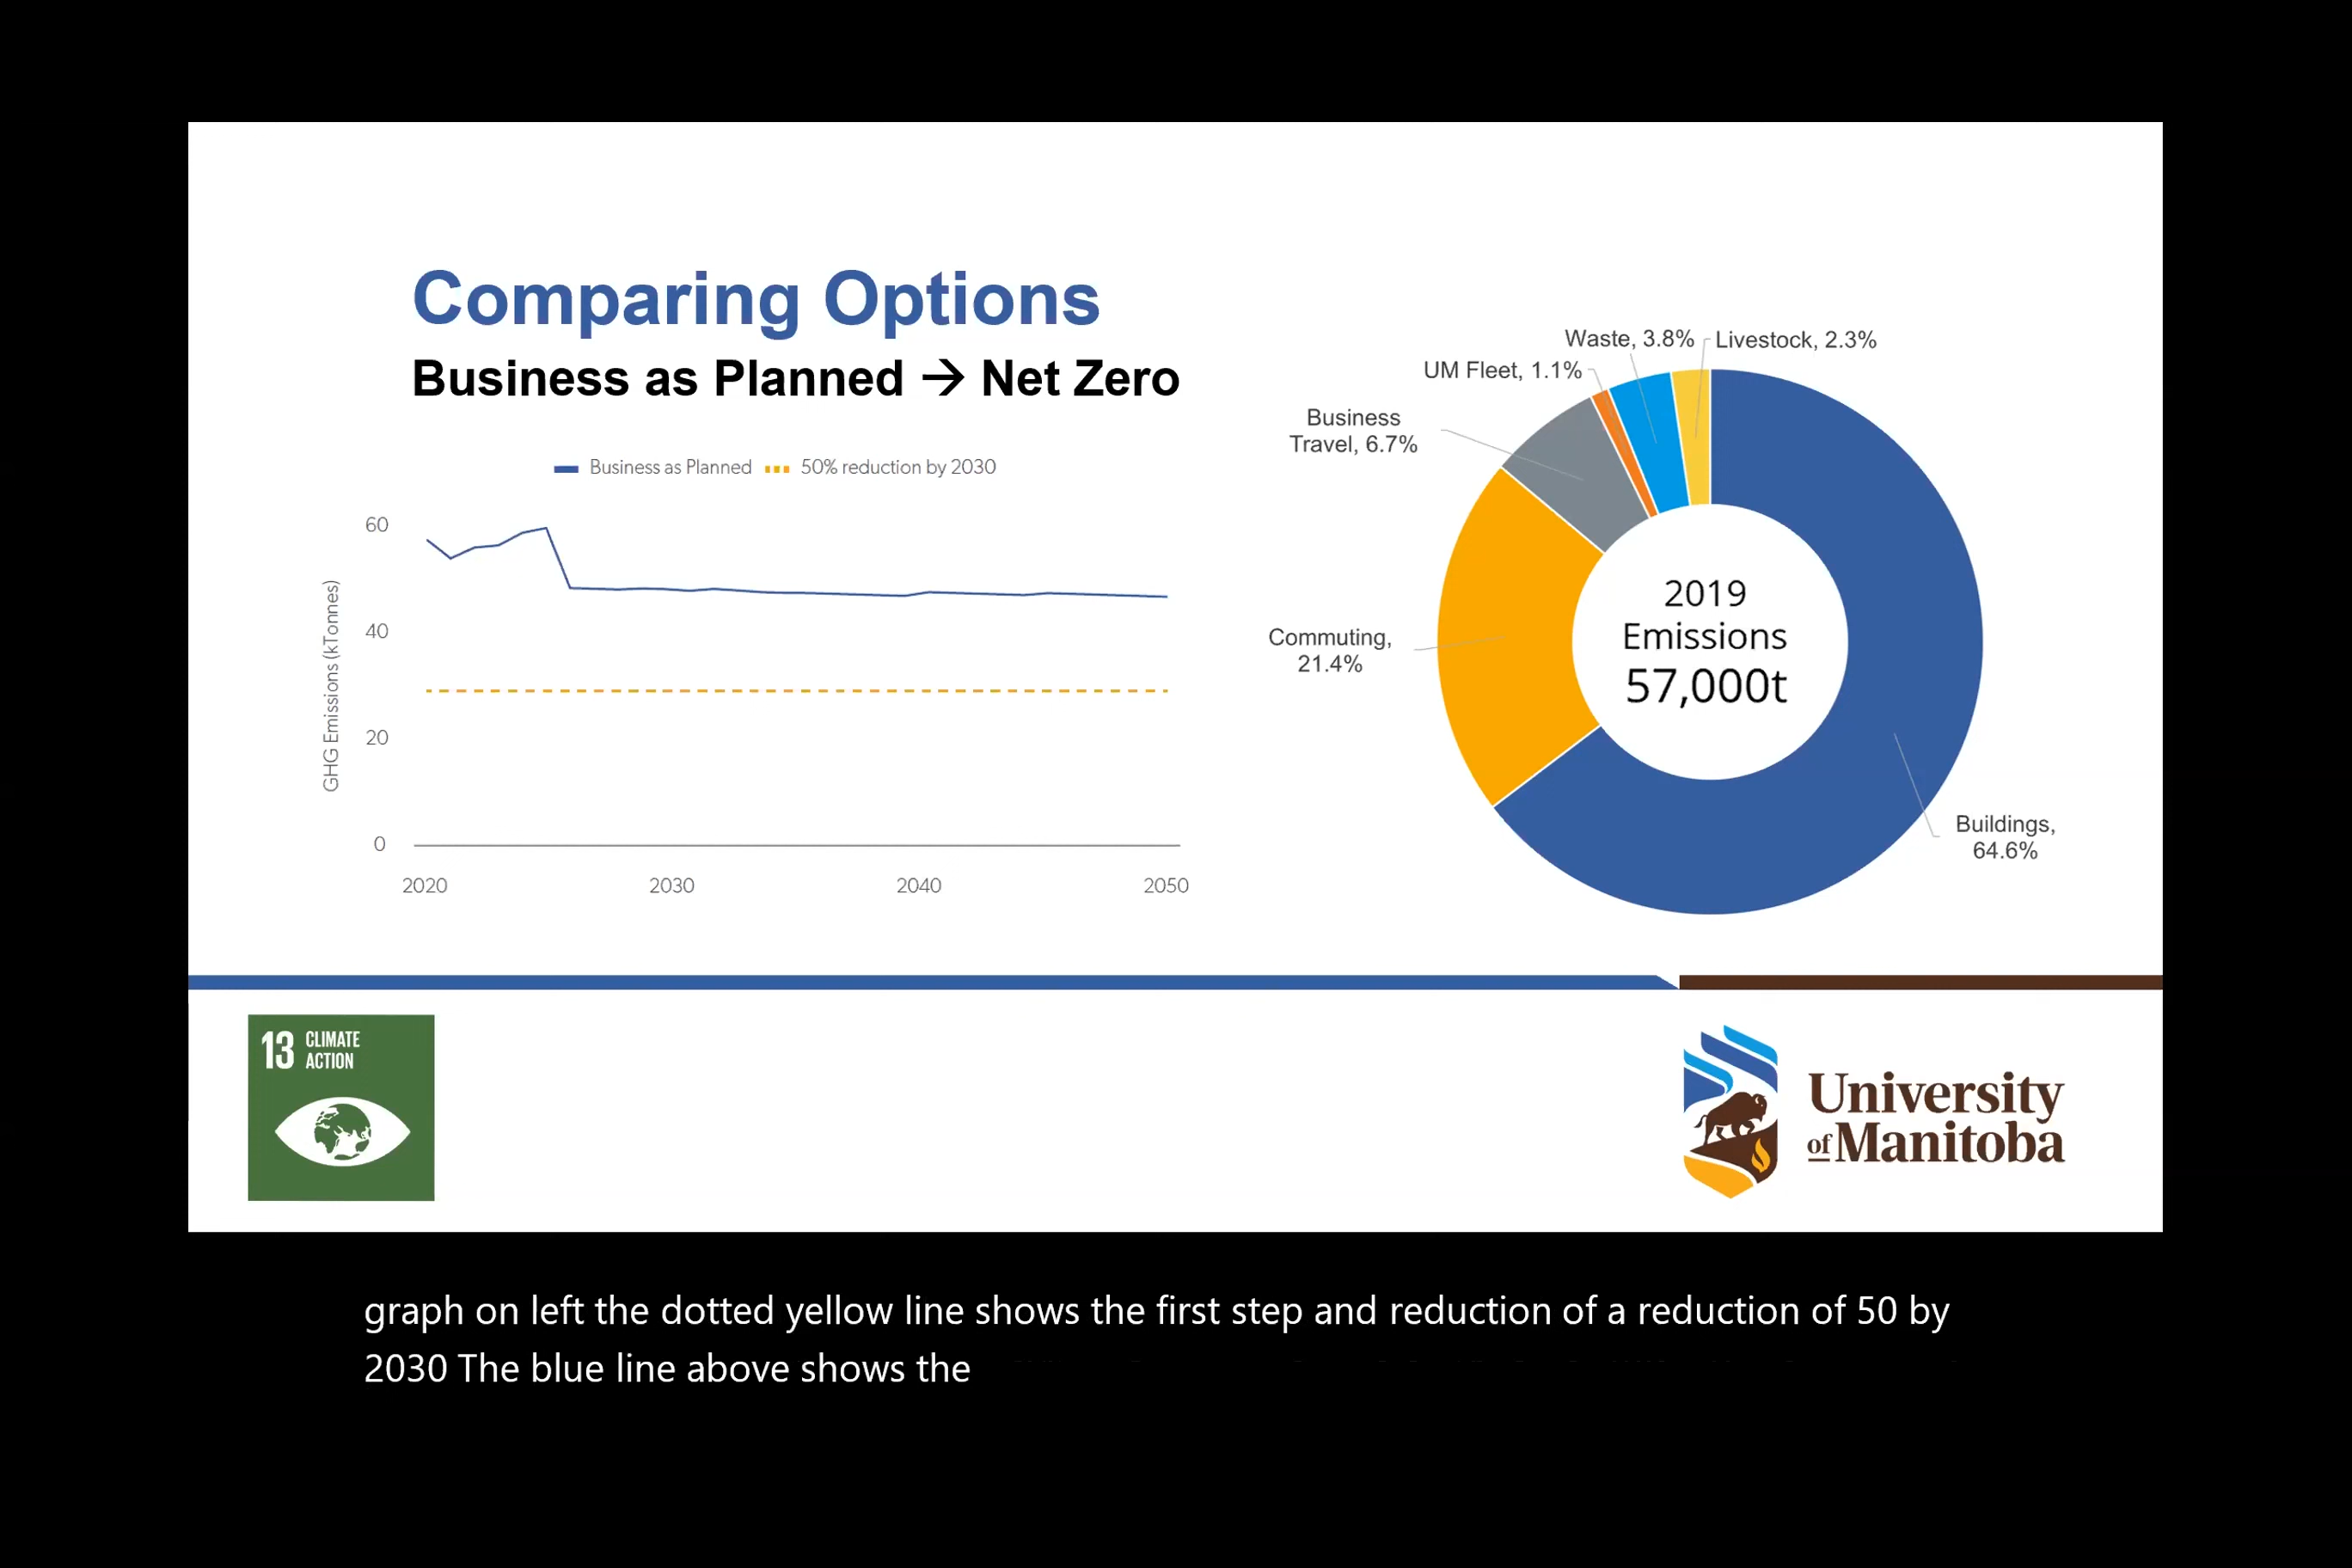 Comparing Options
Business as Planned → Net Zero
Business as Planned
50% reduction by 2030
60
40
20
0
GHG Emissions (kTonnes)
2020
2030
2040
2050
Waste, 3.8%
Livestock, 2.3%
UM Fleet, 1.1%
Business
Travel, 6.7%
Commuting,
21.4%
2019
Emissions
57,000t
Buildings,
64.6%
13 CLIMATE
ACTION
University
of Manitoba
graph on left the dotted yellow line shows the first step and reduction of a reduction of 50 by
2030 The blue line above shows the